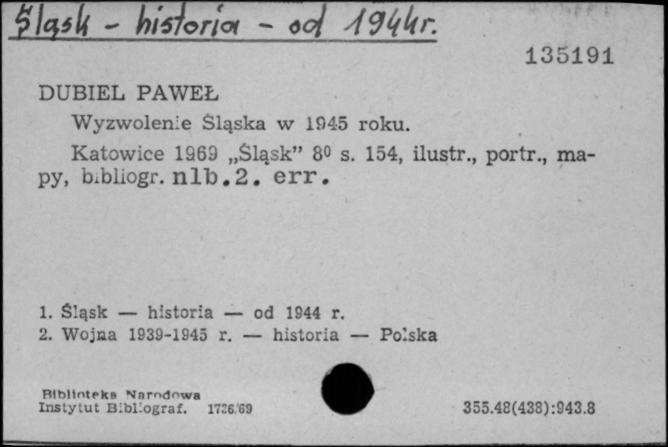 Śląsk - historia - od 1944r.
135191
DUBIEL PAWEŁ
Wyzwolenie Śląska w 1945 roku.
Katowice 1969 „Śląsk” 8⁰ s. 154, ilustr., portr., ma-
py, bibliogr. nlb.2. err.
1. Śląsk — historia — od 1944 r.
2. Wojna 1939-1945 r. — historia — Polska
Biblioteka Narodowa
Instytut Bibliograf. 1736/69
355.48(438):943.8